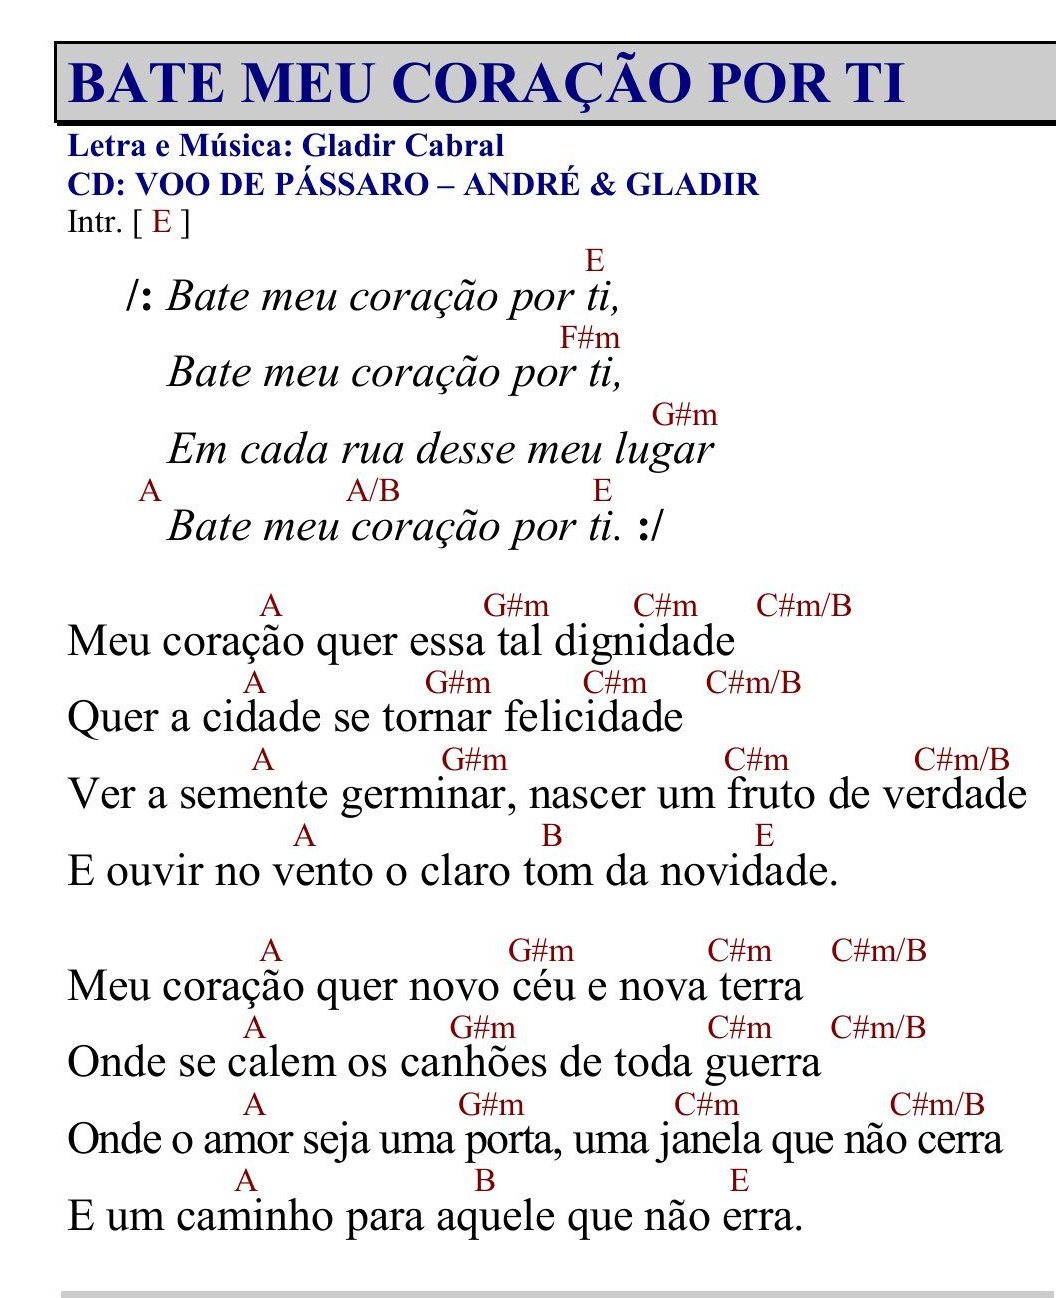 BATE MEU CORAÇÃO POR TI
Letra e Música: Gladir Cabral
CD: VOO DE PÁSSARO – ANDRÉ & GLADIR
Intr. [ E ]
E
/: Bate meu coração por ti,
F#m
Bate meu coração por ti,
G#m
Em cada rua desse meu lugar
A A/B E
Bate meu coração por ti. :/
A G#m C#m C#m/B
Meu coração quer essa tal dignidade
A G#m C#m C#m/B
Quer a cidade se tornar felicidade
A G#m C#m C#m/B
Ver a semente germinar, nascer um fruto de verdade
A B E
E ouvir no vento o claro tom da novidade.
A G#m C#m C#m/B
Meu coração quer novo céu e nova terra
A G#m C#m C#m/B
Onde se calem os canhões de toda guerra
A G#m C#m C#m/B
Onde o amor seja uma porta, uma janela que não cerra
A B E
E um caminho para aquele que não erra.